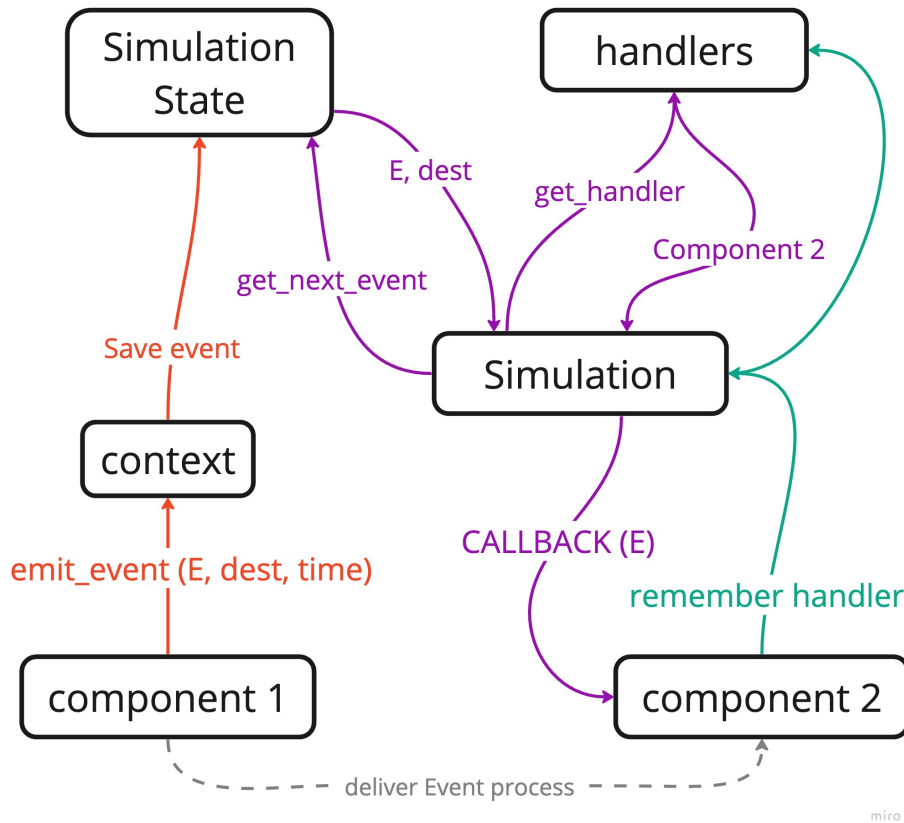 Simulation
State
handlers
E, dest
get_handler
Component 2
get_next_event
Save event
Simulation
context
CALLBACK (E)
emit_event (E, dest, time)
remember handler
component 1
component 2
deliver Event process
miro